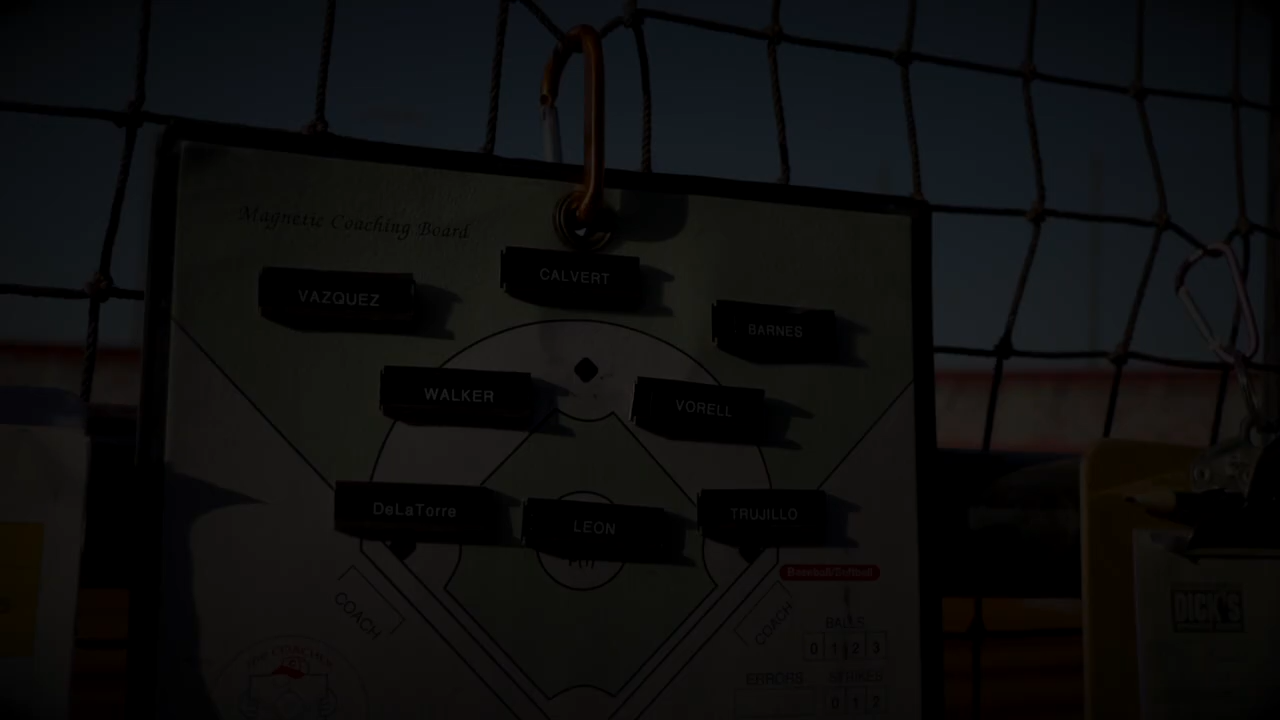 Magnetic Coaching Board
CALVERT
VAZQUEZ
BARNES
WALKER
VORELL
DeLaTorre
LEON
TRUJILLO
Baseball/Softball
COACH
COACH
BALLS
0 1 2 3
ERRORS
STRIKES
0 1 2
DICK'S